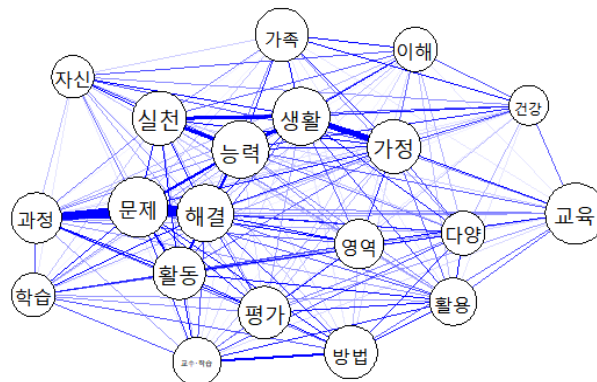 가족
이해
자신
건강
실천
생활
능력
가정
문제
해결
과정
교육
영역
다양
활동
학습
활용
평가
방법
교수·학습